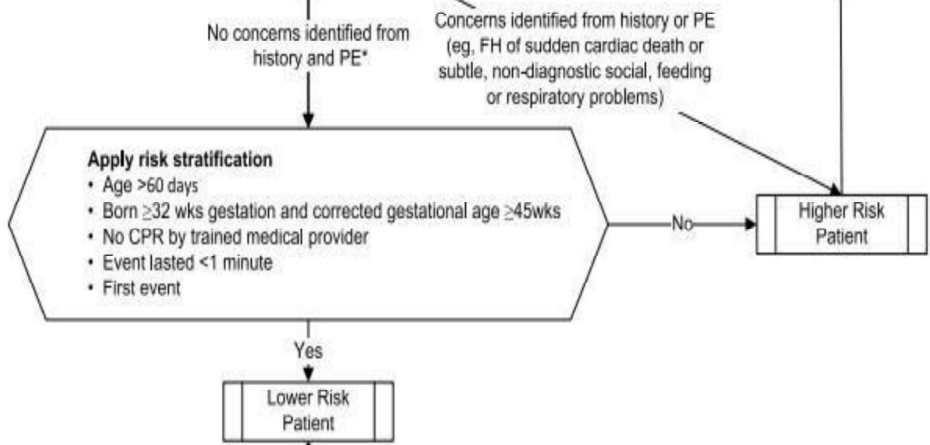 No concerns identified from
history and PE*
Concerns identified from history or PE
(eg, FH of sudden cardiac death or
subtle, non-diagnostic social, feeding
or respiratory problems)
Apply risk stratification
• Age >60 days
• Born ≥32 wks gestation and corrected gestational age ≥45wks
• No CPR by trained medical provider
• Event lasted <1 minute
• First event
No
Higher Risk
Patient
Yes
Lower Risk
Patient